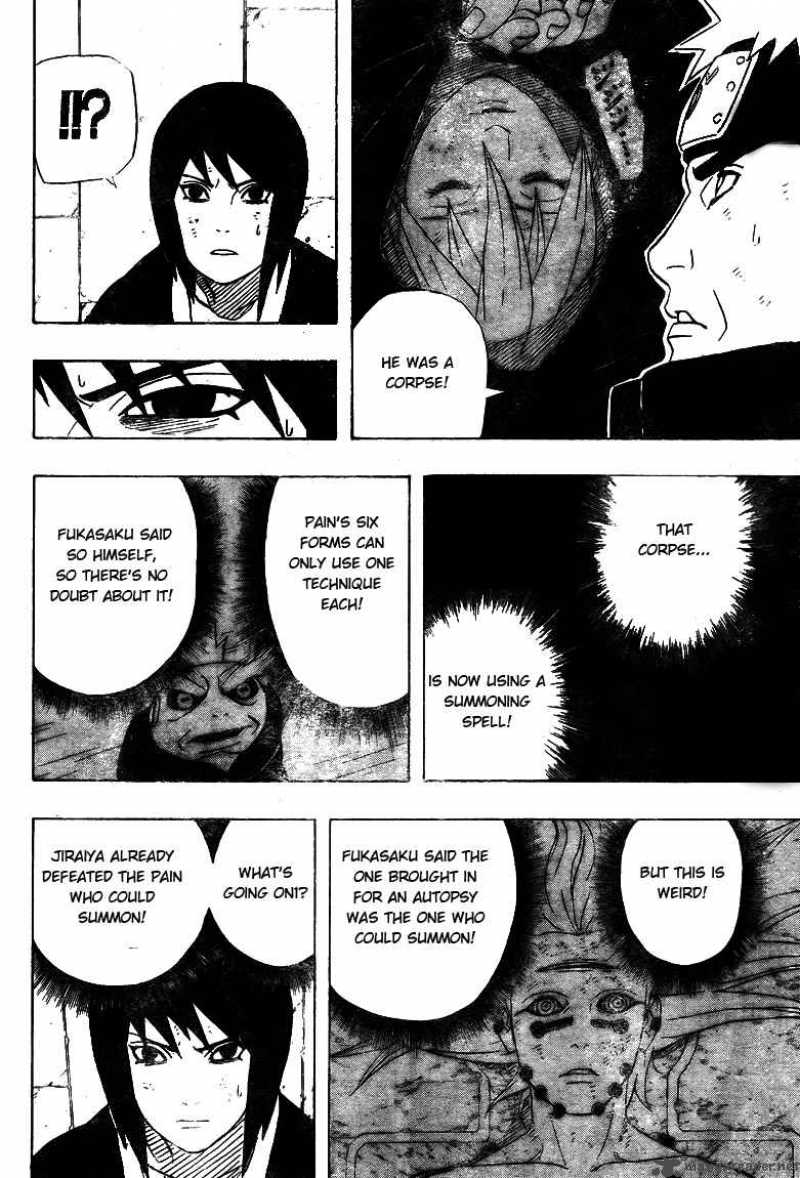 HE WAS A
CORPSE!
!!?
THAT
CORPSE...
IS NOW USING A
SUMMONING
SPELL!
PAIN'S SIX
FORMS CAN
ONLY USE ONE
TECHNIQUE
EACH!
FUKASAKU SAID
SO HIMSELF,
SO THERE'S NO
DOUBT ABOUT IT!
BUT THIS IS
WEIRD!
FUKASAKU SAID THE
ONE BROUGHT IN
FOR AN AUTOPSY
WAS THE ONE WHO
COULD SUMMON!
WHAT'S
GOING ON1?
JIRAIYA ALREADY
DEFEATED THE PAIN
WHO COULD
SUMMON!